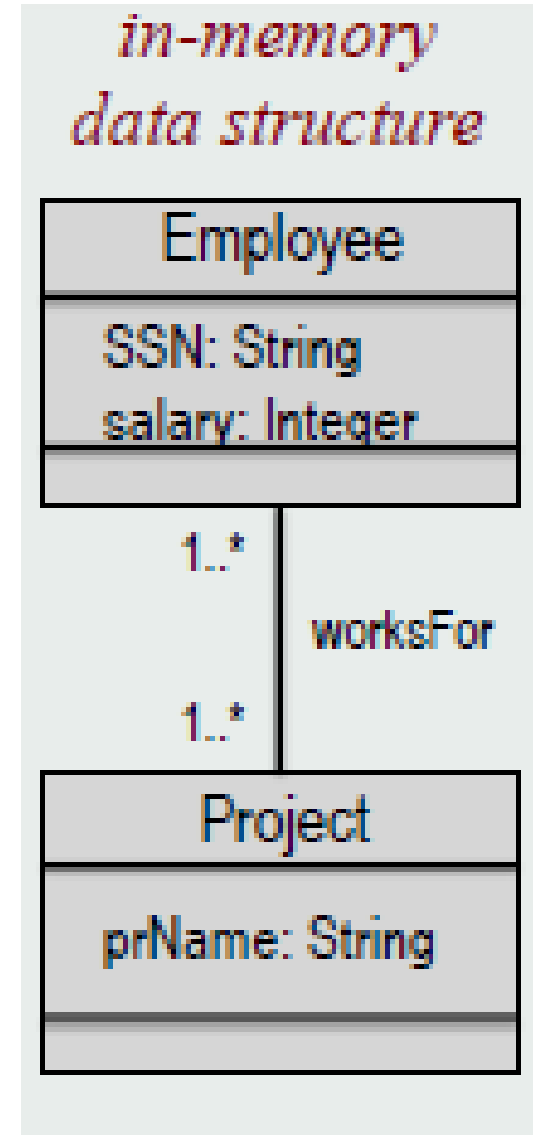 in-memory
data structure
Employee
SSN: String
salary: Integer
1..*
worksFor
1..*
Project
prName: String